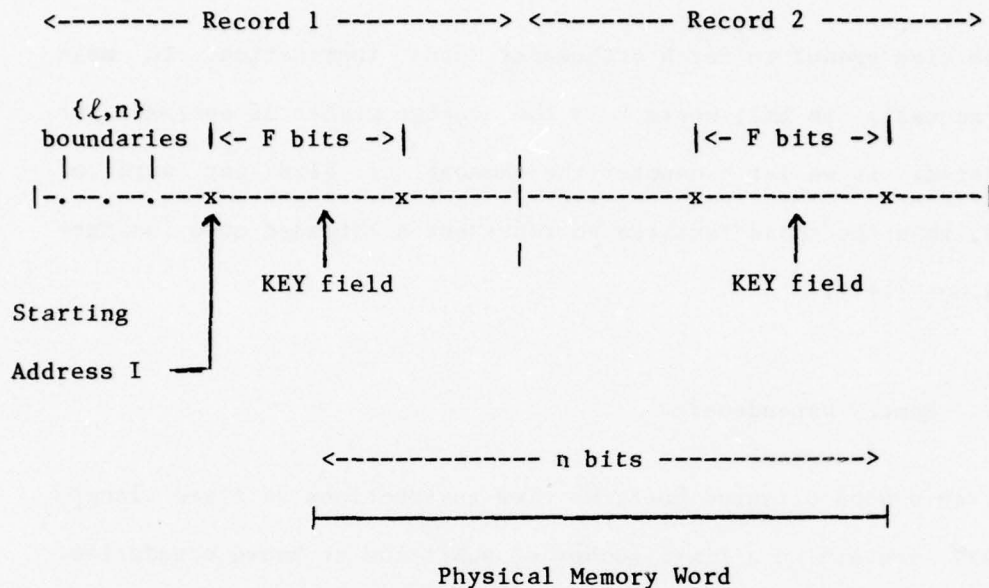 <---------- Record 1 ----------> <---------- Record 2 ---------->
{ℓ,n}
boundaries |<- F bits ->| |<- F bits ->|
KEY field KEY field
Starting
Address I
<------------- n bits ------------->
Physical Memory Word